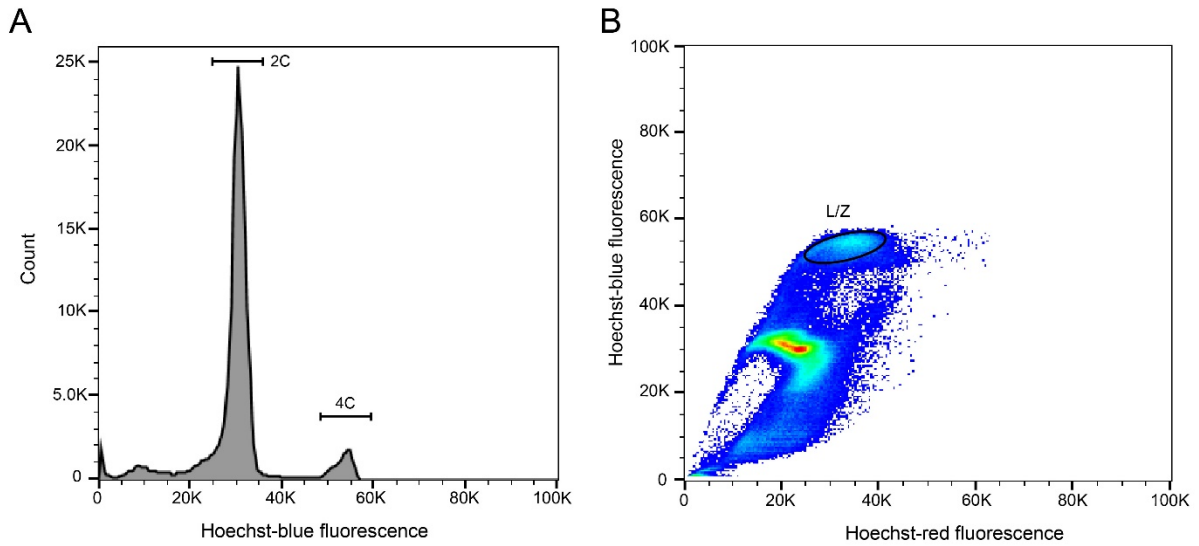 A
25K
20K
15K
10K
5.0K
0
Count
2C
4C
0
20K
40K
60K
80K
100K
Hoechst-blue fluorescence
B
100K
80K
60K
40K
20K
0
Hoechst-blue fluorescence
L/Z
0
20K
40K
60K
80K
100K
Hoechst-red fluorescence